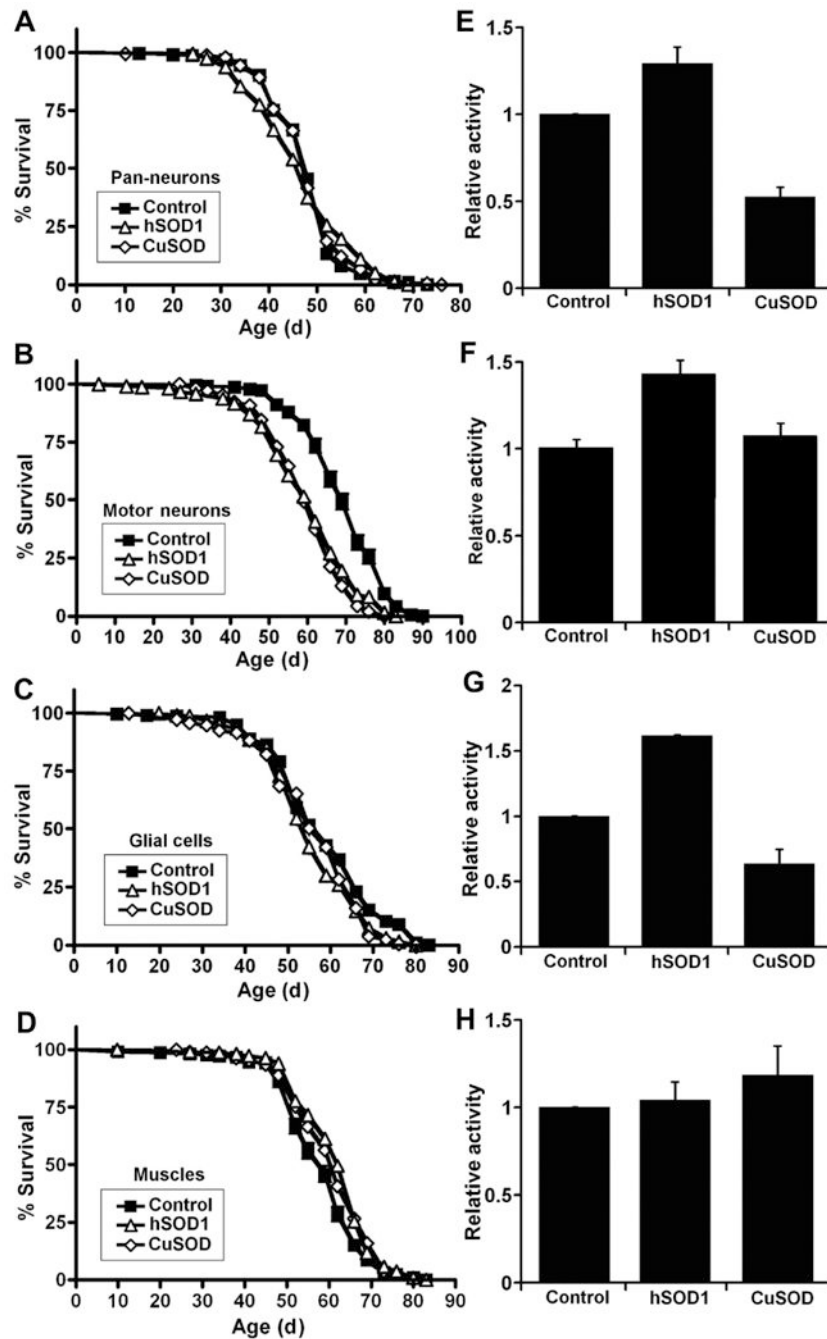 A
% Survival
100
75
50
25
0
Pan-neurons
Control
hSOD1
CuSOD
0 10 20 30 40 50 60 70 80
Age (d)
E
Relative activity
1.5
1
0.5
0
Control hSOD1 CuSOD
B
% Survival
100
75
50
25
0
Motor neurons
Control
hSOD1
CuSOD
0 10 20 30 40 50 60 70 80 90 100
Age (d)
F
Relative activity
1.5
1
0.5
0
Control hSOD1 CuSOD
C
% Survival
100
75
50
25
0
Glial cells
Control
hSOD1
CuSOD
0 10 20 30 40 50 60 70 80 90
Age (d)
G
Relative activity
2
1.5
1
0.5
0
Control hSOD1 CuSOD
D
% Survival
100
75
50
25
0
Muscles
Control
hSOD1
CuSOD
0 10 20 30 40 50 60 70 80 90
Age (d)
H
Relative activity
1.5
1
0.5
0
Control hSOD1 CuSOD